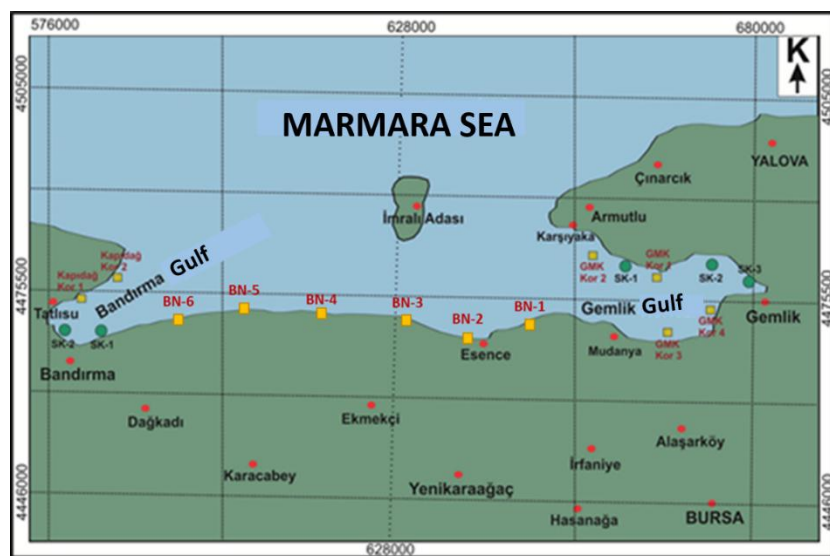 576000
628000
680000
K
4505000
4505000
MARMARA SEA
YALOVA
Çınarcık
İmralı Adası
Armutlu
Karşıyaka
Kapıdağ
Kor 2
Kapıdağ
Kor 1
Bandırma Gulf
GMK
Kor 2
SK-1
GMK
SK-2
SK-3
4475500
4475500
Tatlısu
BN-6
BN-5
BN-4
BN-3
BN-2
BN-1
Gemlik Gulf
Gemlik
GMK
Kor 4
SK-2
SK-1
Esence
Mudanya
GMK
Kor 3
Bandırma
Dağkadı
Ekmekçi
Alaşarköy
Karacabey
Yenikaraağaç
İrfaniye
4446000
4446000
Hasanağa
BURSA
628000